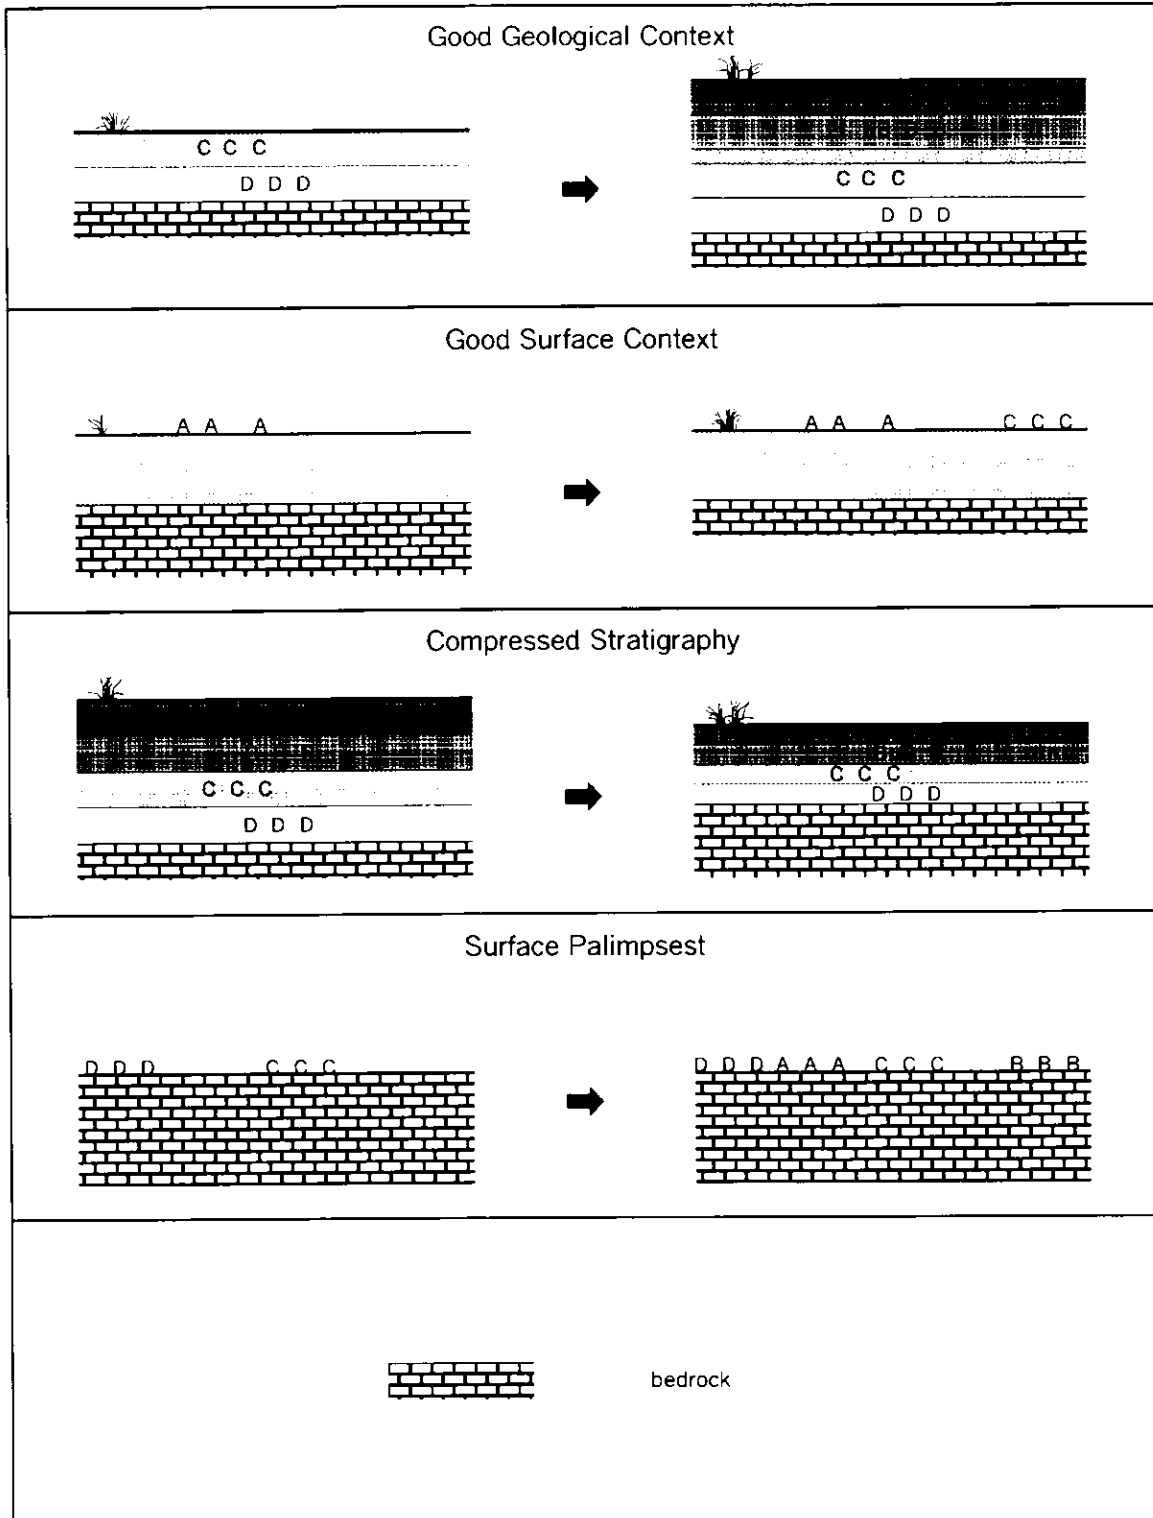 Good Geological Context
C C C
D D D
C C C
D D D
Good Surface Context
A A A
A A A C C C
Compressed Stratigraphy
C C C
D D D
C C C
D D D
Surface Palimpsest
D D D C C C
D D D A A A C C C B B B
bedrock